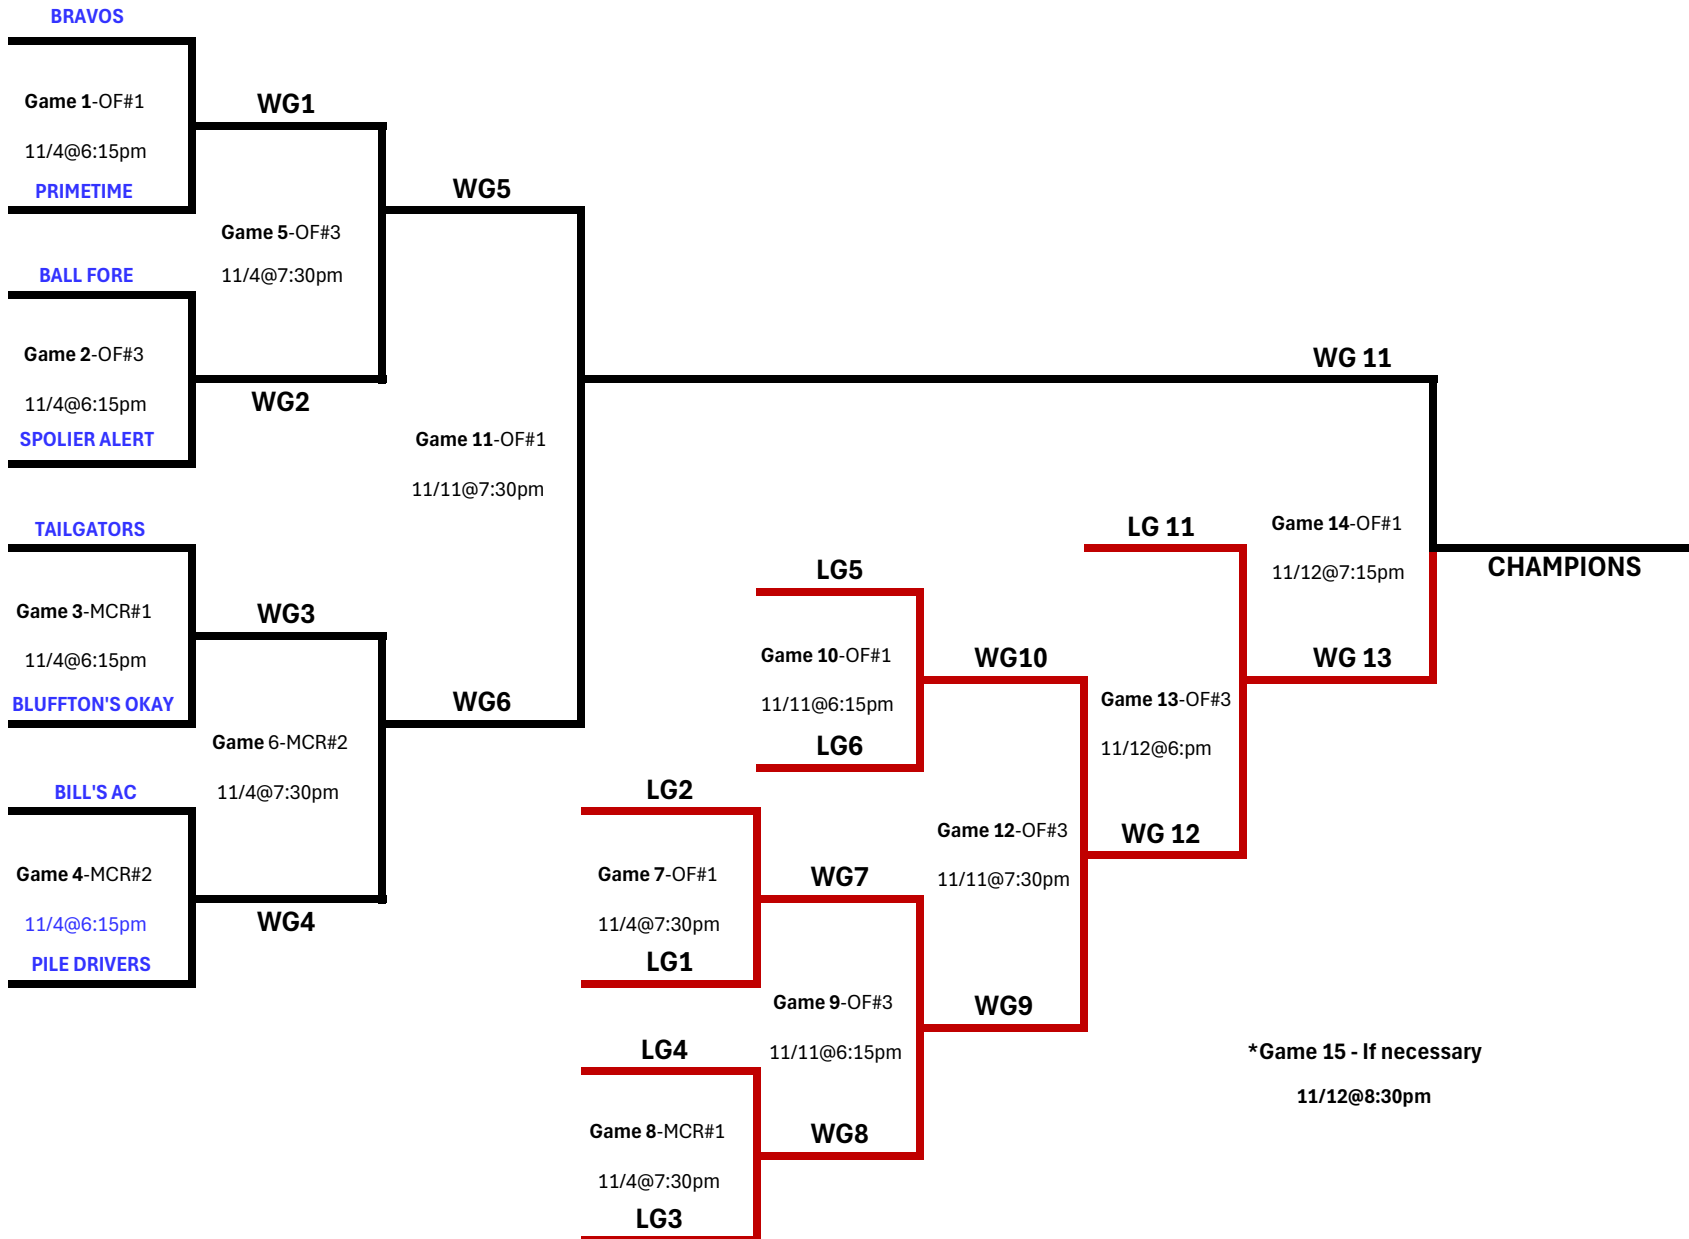 BRAVOS
Game 1-OF#1
11/4@6:15pm
PRIMETIME
WG1
Game 5-OF#3
11/4@7:30pm
BALL FORE
Game 2-OF#3
11/4@6:15pm
SPOLIER ALERT
WG2
WG5
Game 11-OF#1
11/11@7:30pm
TAILGATORS
Game 3-MCR#1
11/4@6:15pm
BLUFFTON'S OKAY
WG3
Game 6-MCR#2
11/4@7:30pm
BILL'S AC
Game 4-MCR#2
11/4@6:15pm
PILE DRIVERS
WG4
WG6
WG 11
LG2
Game 7-OF#1
11/4@7:30pm
LG1
LG4
Game 8-MCR#1
11/4@7:30pm
LG3
LG5
Game 10-OF#1
11/11@6:15pm
LG6
WG7
Game 9-OF#3
11/11@6:15pm
WG8
WG10
Game 12-OF#3
11/11@7:30pm
WG9
LG 11
Game 13-OF#3
11/12@6:pm
WG 12
Game 14-OF#1
11/12@7:15pm
WG 13
CHAMPIONS
*Game 15 - If necessary
11/12@8:30pm